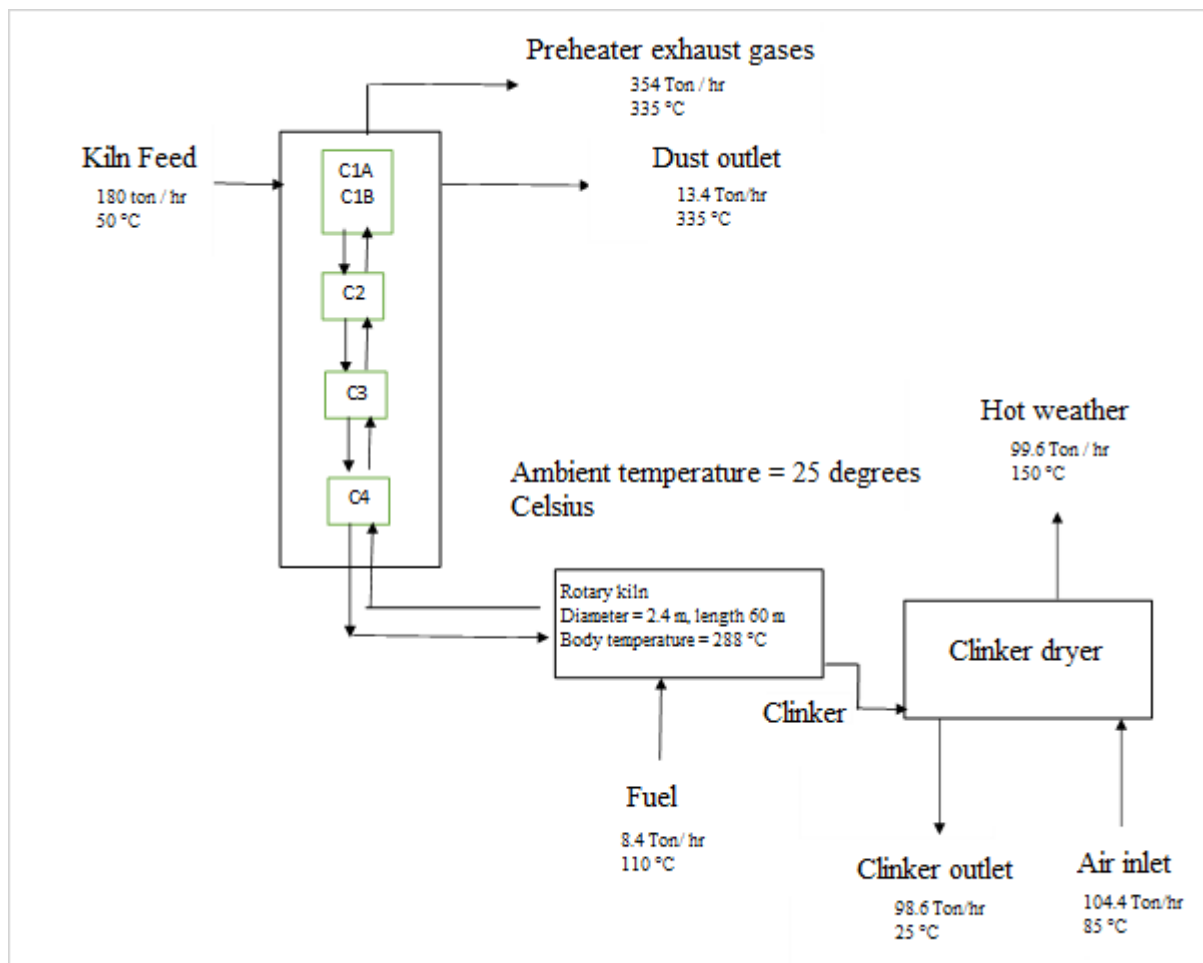 Preheater exhaust gases
354 Ton / hr
335 °C
Kiln Feed
180 ton / hr
50 °C
C1A
C1B
Dust outlet
13.4 Ton/hr
335 °C
C2
C3
Hot weather
99.6 Ton / hr
150 °C
Ambient temperature = 25 degrees
Celsius
C4
Rotary kiln
Diameter = 2.4 m, length 60 m
Body temperature = 288 °C
Clinker dryer
Clinker
Fuel
8.4 Ton/ hr
110 °C
Clinker outlet
98.6 Ton/hr
25 °C
Air inlet
104.4 Ton/hr
85 °C